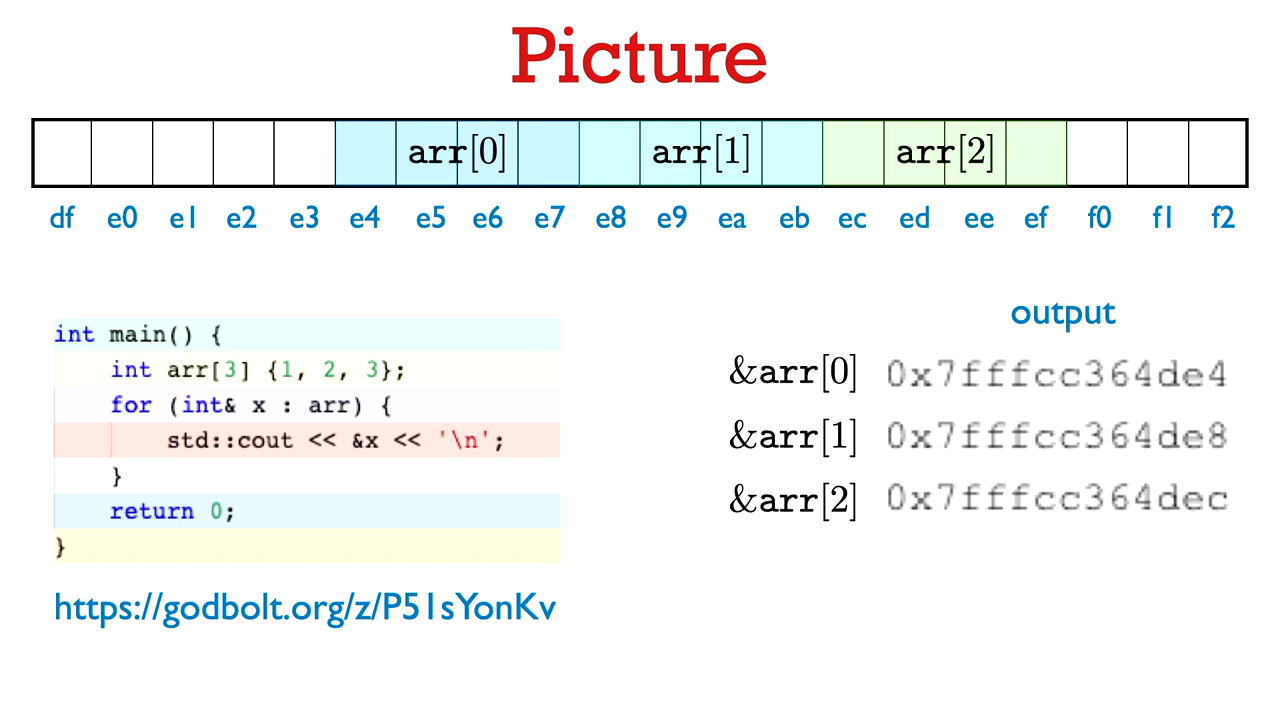 Picture
arr[0] arr[1] arr[2]
df e0 e1 e2 e3 e4 e5 e6 e7 e8 e9 ea eb ec ed ee ef f0 f1 f2
int main() {
    int arr[3] {1, 2, 3};
    for (int& x : arr) {
        std::cout << &x << '\n';
    }
    return 0;
}
https://godbolt.org/z/P51sYonKv
output
&arr[0] 0x7fffcc364de4
&arr[1] 0x7fffcc364de8
&arr[2] 0x7fffcc364dec